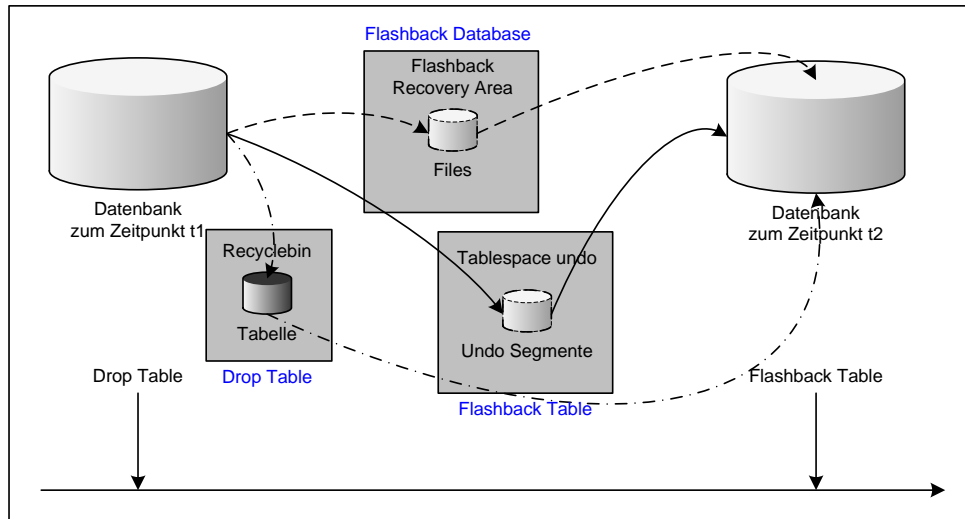 Flashback Database
Flashback
Recovery Area
Files
Datenbank
zum Zeitpunkt t1
Datenbank
zum Zeitpunkt t2
Recyclebin
Tabelle
Drop Table
Tablespace undo
Undo Segmente
Flashback Table
Drop Table
Flashback Table